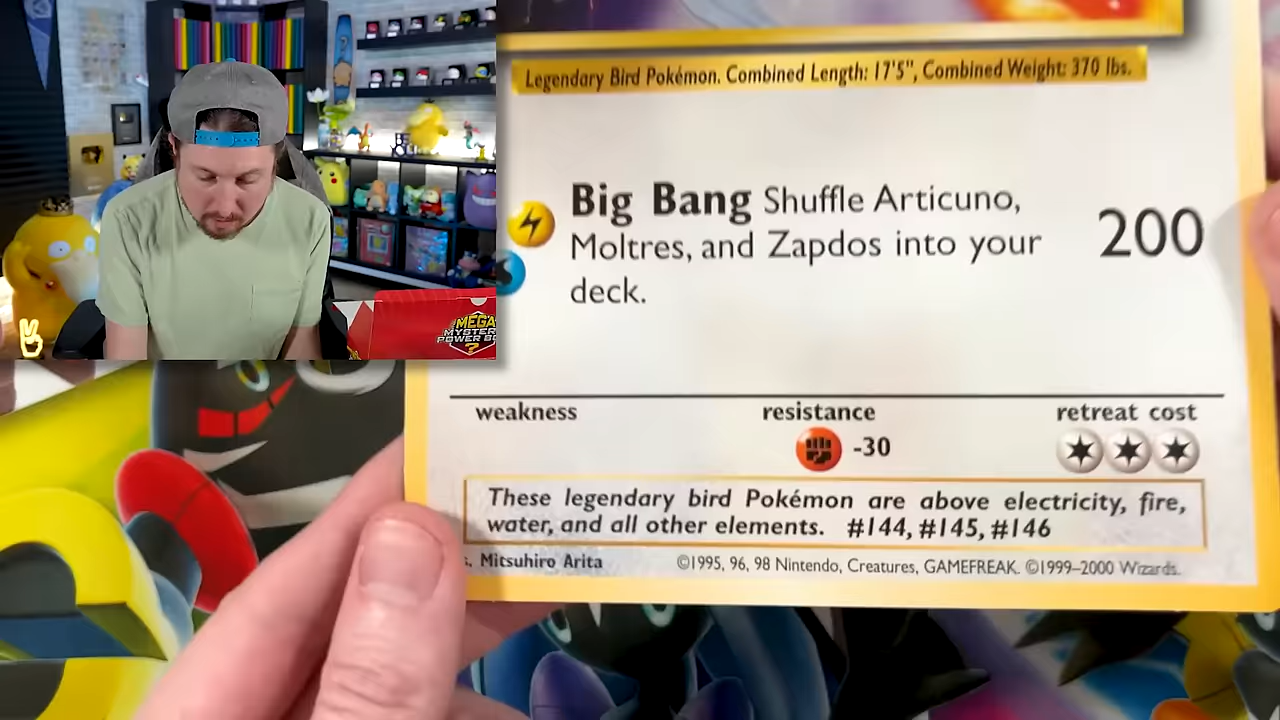 Legendary Bird Pokémon. Combined Length: 17'5", Combined Weight: 370 lbs.
Big Bang Shuffle Articuno,
Moltres, and Zapdos into your
deck.
200
weakness
resistance
retreat cost
-30
These legendary bird Pokémon are above electricity, fire,
water, and all other elements. #144, #145, #146
Mitsuhiro Arita
©1995, 96, 98 Nintendo, Creatures, GAMEFREAK. ©1999–2000 Wizards.
MEGA
MYSTER
POWER BO
?